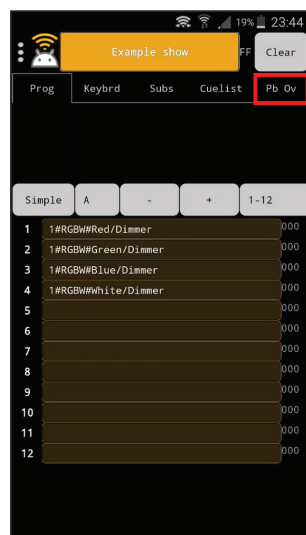 19% 23:44
Example show FF Clear
Prog Keybrd Subs Cuelist Pb Ov
Simple A - + 1-12
1 1#RGBW#Red/Dimmer 000
2 1#RGBW#Green/Dimmer 000
3 1#RGBW#Blue/Dimmer 000
4 1#RGBW#White/Dimmer 000
5 000
6 000
7 000
8 000
9 000
10 000
11 000
12 000